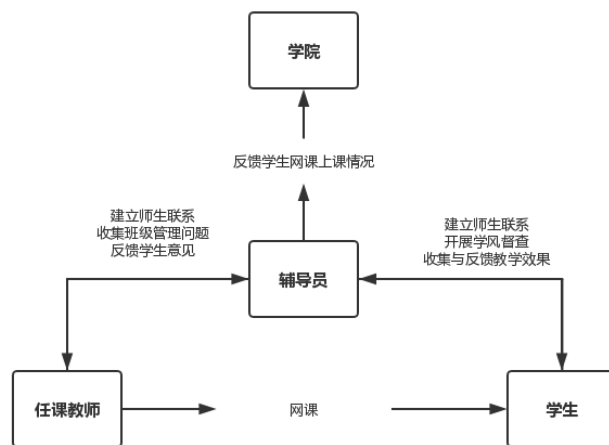 学院
反馈学生网课上课情况
建立师生联系
收集班级管理问题
反馈学生意见
建立师生联系
开展学风督查
收集与反馈教学效果
辅导员
任课教师
网课
学生